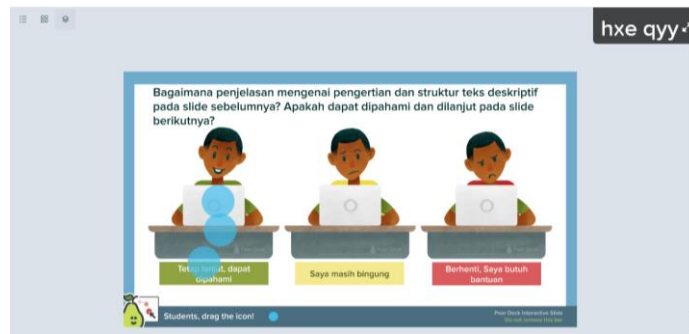 hxe qyy
Bagaimana penjelasan mengenai pengertian dan struktur teks deskriptif
pada slide sebelumnya? Apakah dapat dipahami dan dilanjut pada slide
berikutnya?
Tetap lanjut, dapat
dipahami
Saya masih bingung
Berhenti, Saya butuh
bantuan
Students, drag the icon!
Pear Deck Interactive Slide
Do not remove this bar